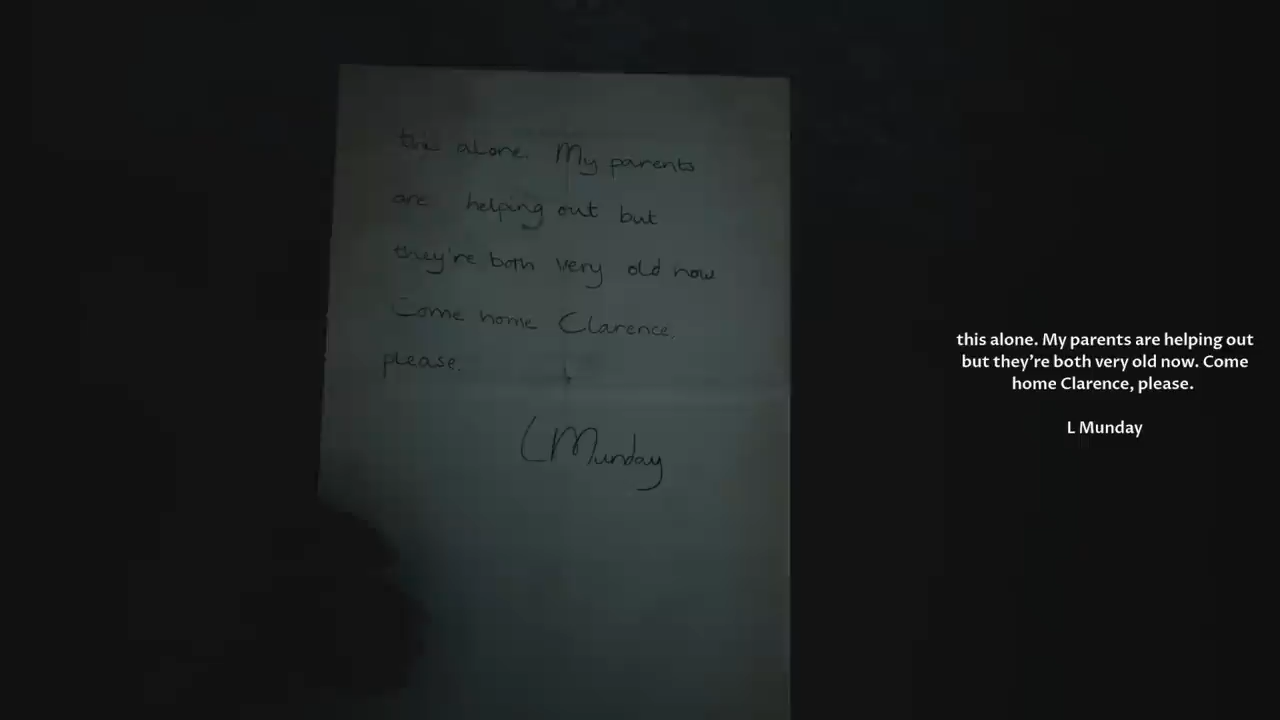 this alone. My parents
are helping out but
they're both very old now
Come home Clarence,
please.
L Munday
this alone. My parents are helping out
but they're both very old now. Come
home Clarence, please.
L Munday